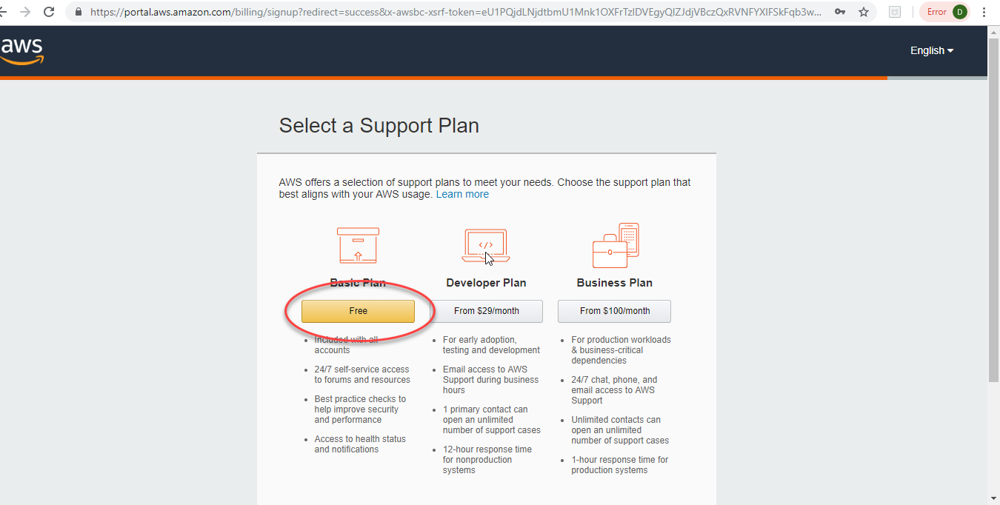 https://portal.aws.amazon.com/billing/signup?redirect=success&x-awsbc-xsrf-token=eU1PQjdLNjdtbmU1Mnk1OXFrTzlDVEgyQlZJdjVBczQxRVNFYXlFSkFqb3w...
Error D
aws
English
Select a Support Plan
AWS offers a selection of support plans to meet your needs. Choose the support plan that
best aligns with your AWS usage. Learn more
</>
Basic Plan
Free
Included with all
accounts
24/7 self-service access
to forums and resources
Best practice checks to
help improve security
and performance
Access to health status
and notifications
Developer Plan
From $29/month
For early adoption,
testing and development
Email access to AWS
Support during business
hours
1 primary contact can
open an unlimited
number of support cases
12-hour response time
for nonproduction
systems
Business Plan
From $100/month
For production workloads
& business-critical
dependencies
24/7 chat, phone, and
email access to AWS
Support
Unlimited contacts can
open an unlimited
number of support cases
1-hour response time for
production systems